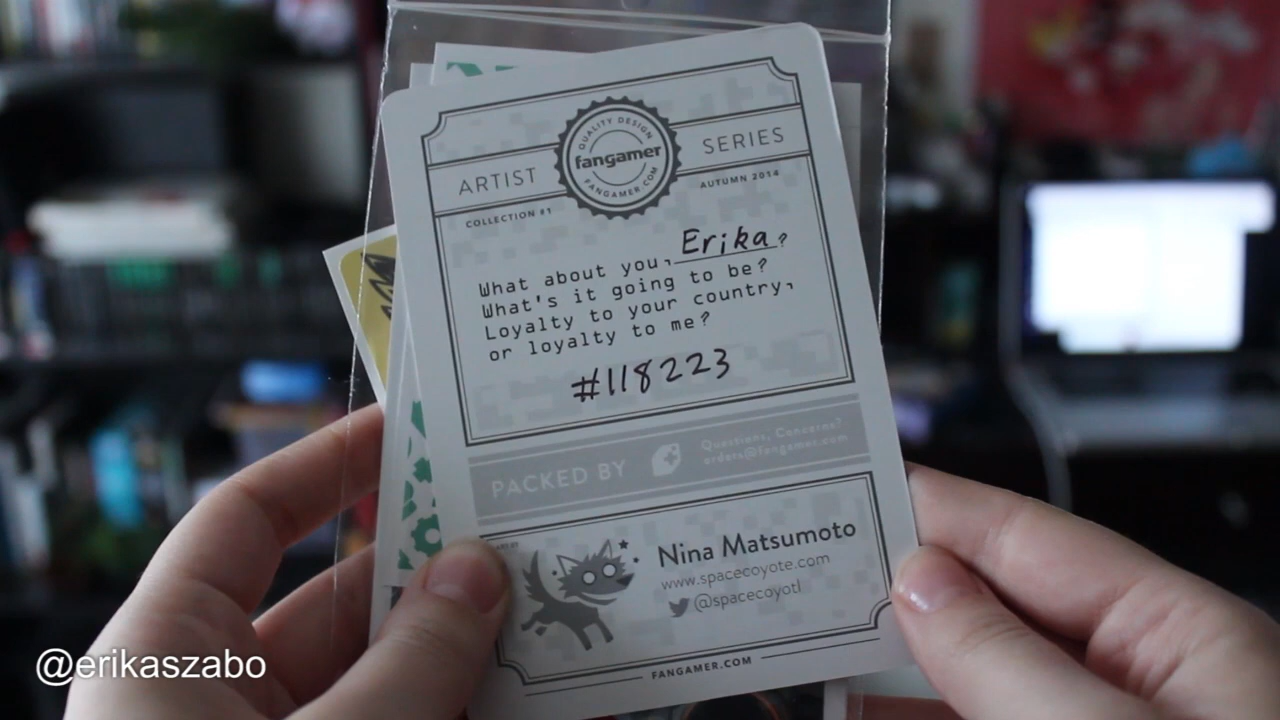 QUALITY DESIGN
fangamer
FANGAMER.COM
ARTIST SERIES
COLLECTION #1
AUTUMN 2014
What about you, Erika?
What's it going to be?
Loyalty to your country,
or loyalty to me?
#118223
PACKED BY
Questions, Concerns?
orders@fangamer.com
ART BY
Nina Matsumoto
www.spacecoyote.com
@spacecoyotl
FANGAMER.COM
@erikaszabo